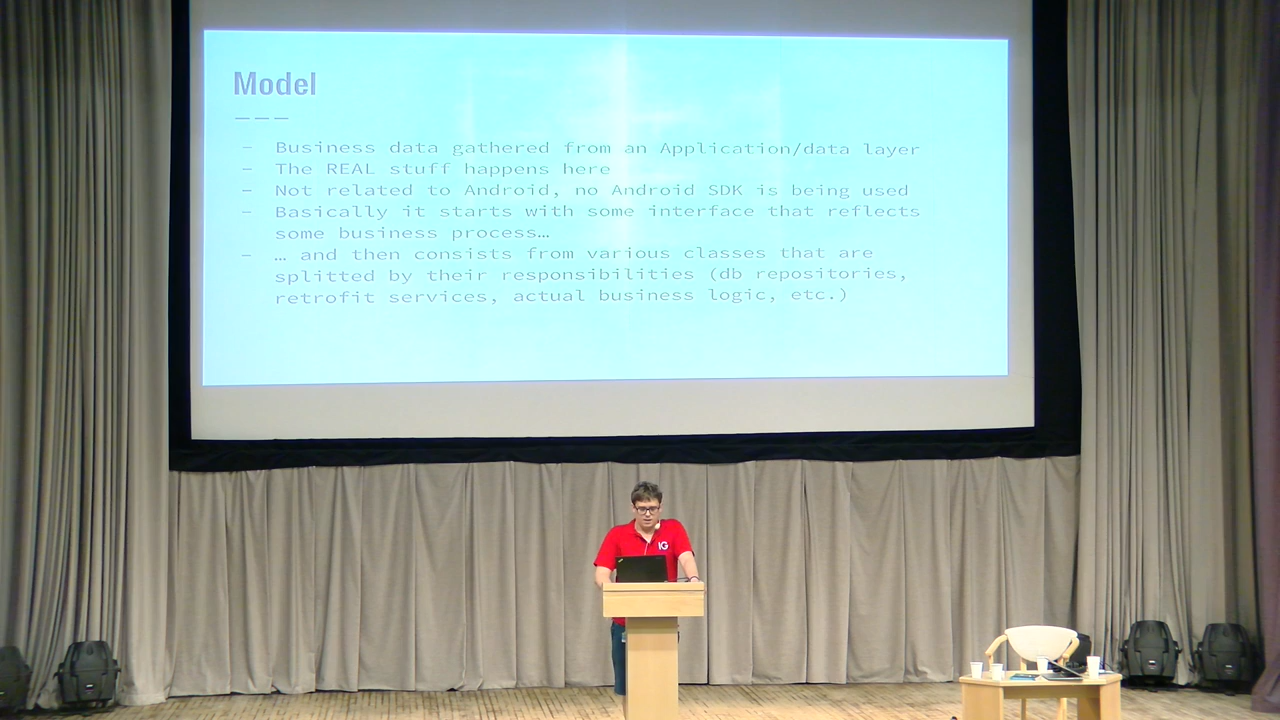 Model
– Business data gathered from an Application/data layer
– The REAL stuff happens here
– Not related to Android, no Android SDK is being used
– Basically it starts with some interface that reflects
some business process…
– … and then consists from various classes that are
splitted by their responsibilities (db repositories,
retrofit services, actual business logic, etc.)
IG